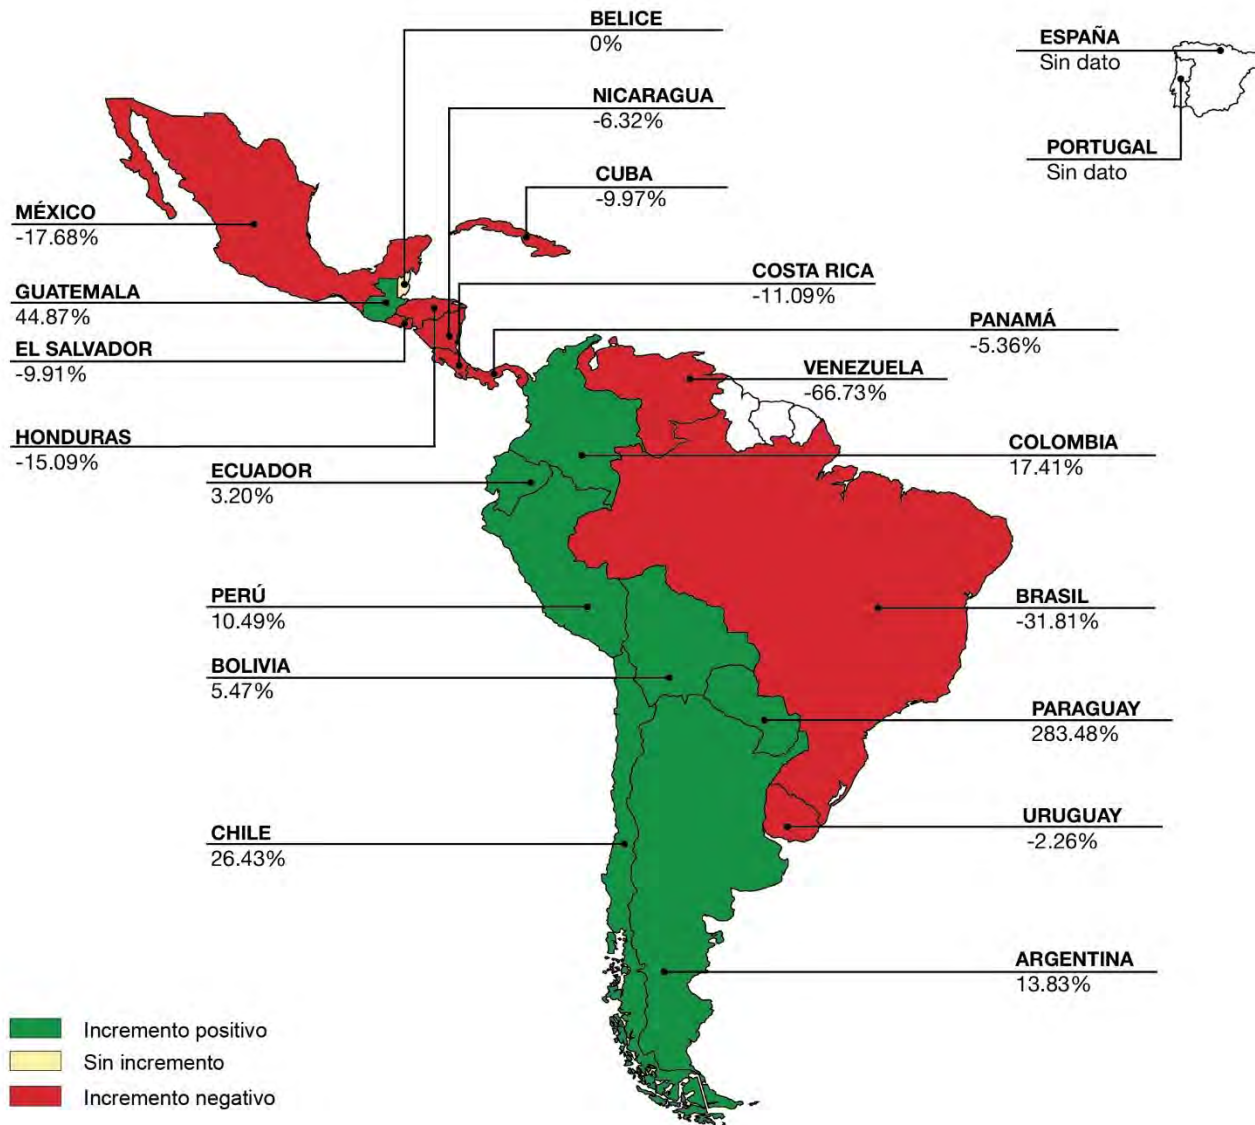 BELICE
0%
ESPAÑA
Sin dato
NICARAGUA
-6.32%
PORTUGAL
Sin dato
CUBA
-9.97%
MÉXICO
-17.68%
COSTA RICA
-11.09%
GUATEMALA
44.87%
PANAMÁ
-5.36%
EL SALVADOR
-9.91%
VENEZUELA
-66.73%
HONDURAS
-15.09%
COLOMBIA
17.41%
ECUADOR
3.20%
PERÚ
10.49%
BRASIL
-31.81%
BOLIVIA
5.47%
PARAGUAY
283.48%
CHILE
26.43%
URUGUAY
-2.26%
ARGENTINA
13.83%
Incremento positivo
Sin incremento
Incremento negativo